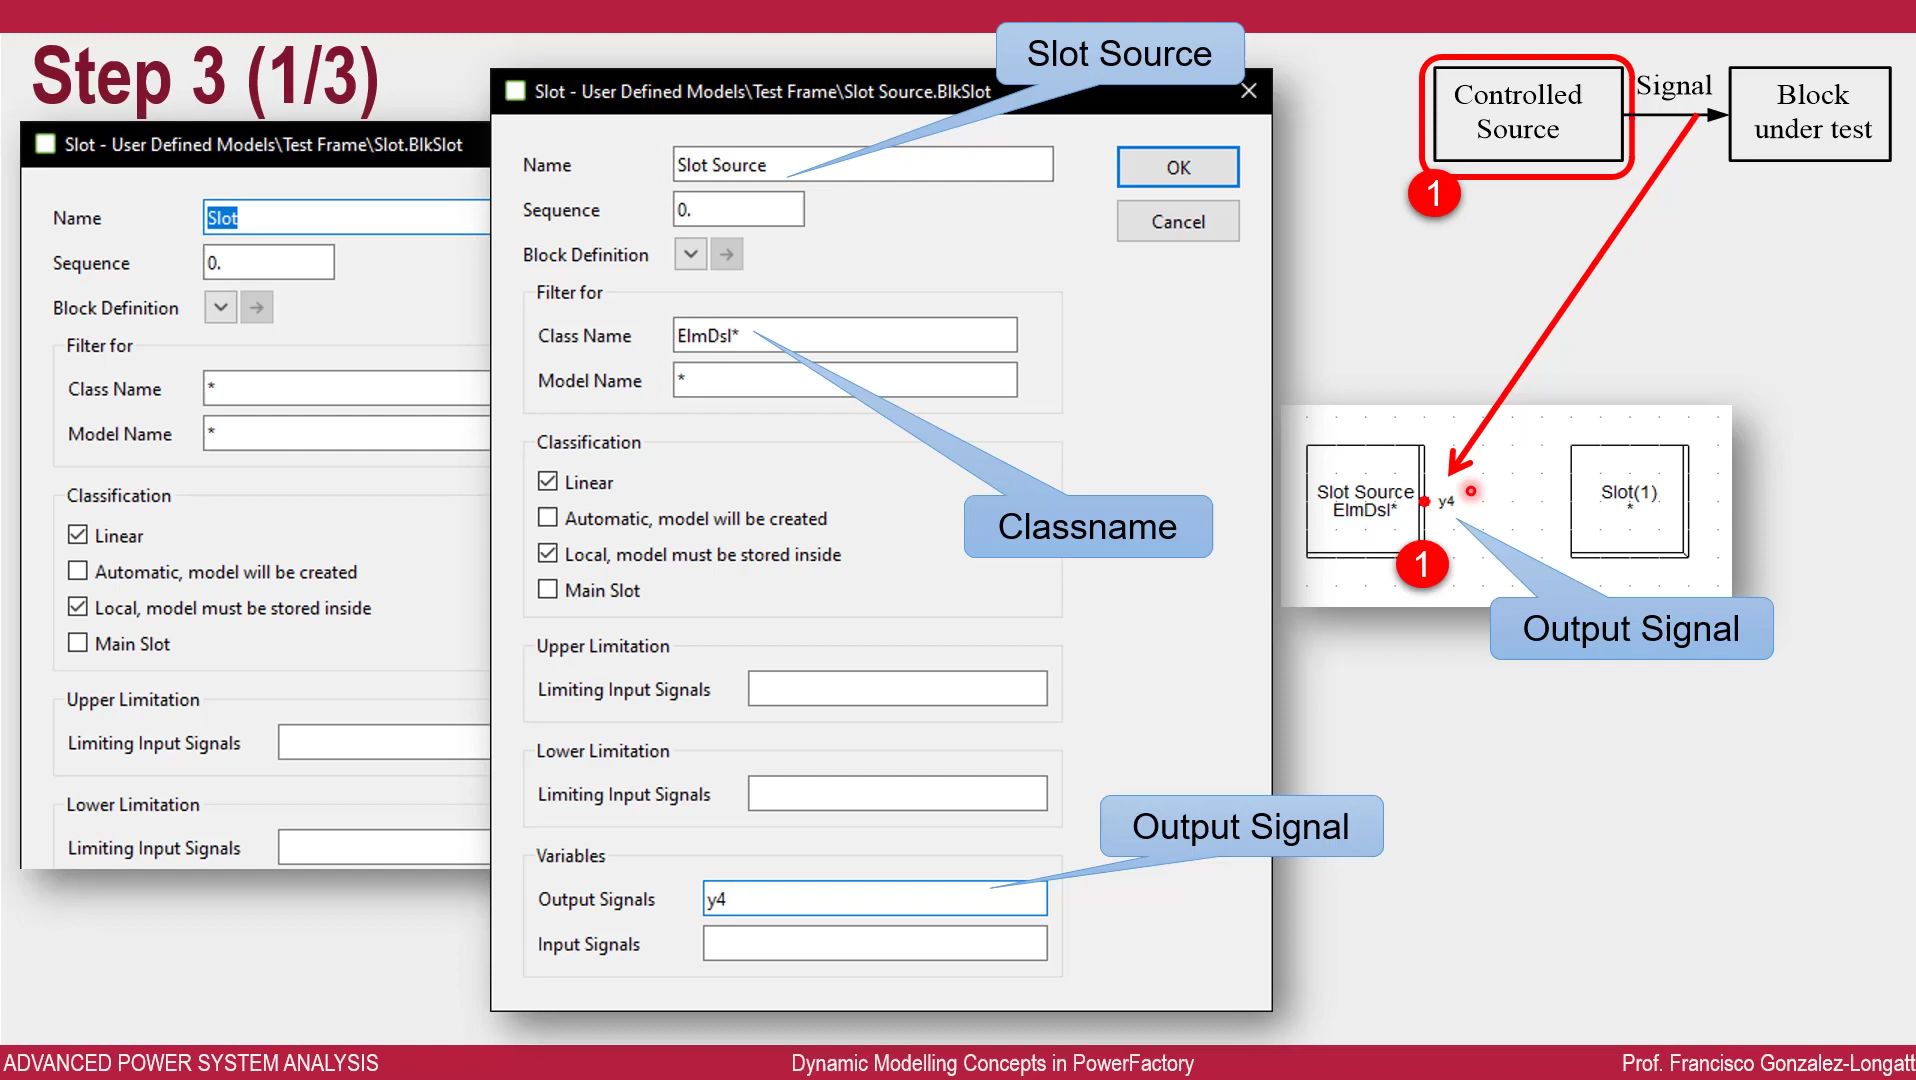 Step 3 (1/3)
Slot - User Defined Models\Test Frame\Slot.BlkSlot
Name
Slot
Sequence
0.
Block Definition
Filter for
Class Name
*
Model Name
*
Classification
Linear
Automatic, model will be created
Local, model must be stored inside
Main Slot
Upper Limitation
Limiting Input Signals
Lower Limitation
Limiting Input Signals
Slot Source
Slot - User Defined Models\Test Frame\Slot Source.BlkSlot
Name
Slot Source
OK
Sequence
0.
Cancel
Block Definition
Filter for
Class Name
ElmDsl*
Model Name
*
Classification
Linear
Automatic, model will be created
Local, model must be stored inside
Main Slot
Classname
Upper Limitation
Limiting Input Signals
Lower Limitation
Limiting Input Signals
Output Signal
Variables
Output Signals
y4
Input Signals
Controlled
Source
Signal
Block
under test
1
Slot Source
ElmDsl*
y4
Slot(1)
*
1
Output Signal
ADVANCED POWER SYSTEM ANALYSIS
Dynamic Modelling Concepts in PowerFactory
Prof. Francisco Gonzalez-Longatt